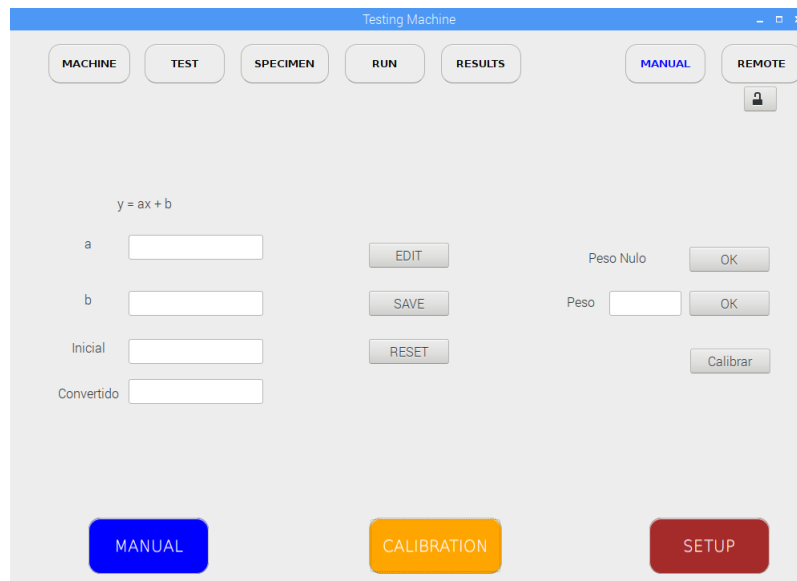 Testing Machine
MACHINE TEST SPECIMEN RUN RESULTS MANUAL REMOTE
y = ax + b
a EDIT Peso Nulo OK
b SAVE Peso OK
Inicial RESET Calibrar
Convertido
MANUAL CALIBRATION SETUP